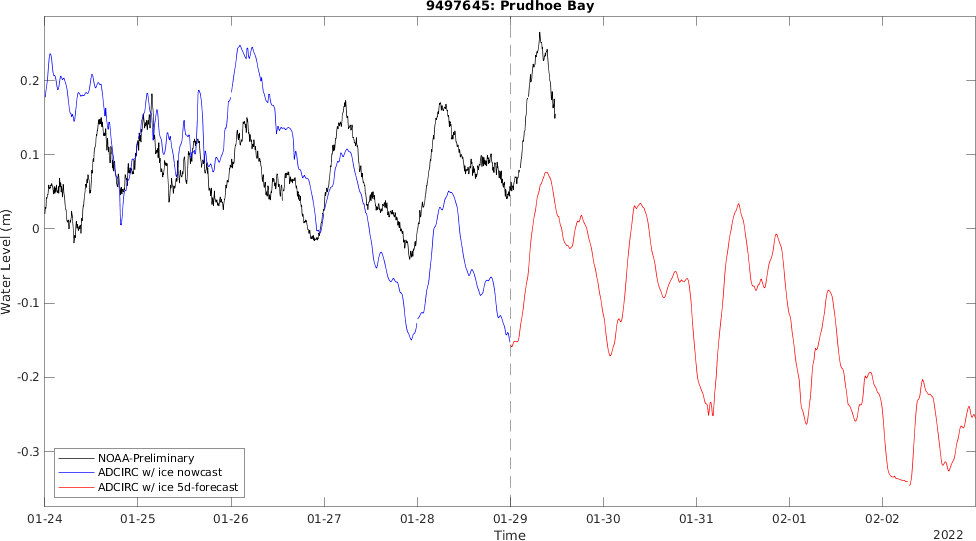 9497645: Prudhoe Bay
Water Level (m)
0.2
0.1
0
-0.1
-0.2
-0.3
NOAA-Preliminary
ADCIRC w/ ice nowcast
ADCIRC w/ ice 5d-forecast
01-24 01-25 01-26 01-27 01-28 01-29 01-30 01-31 02-01 02-02
Time
2022